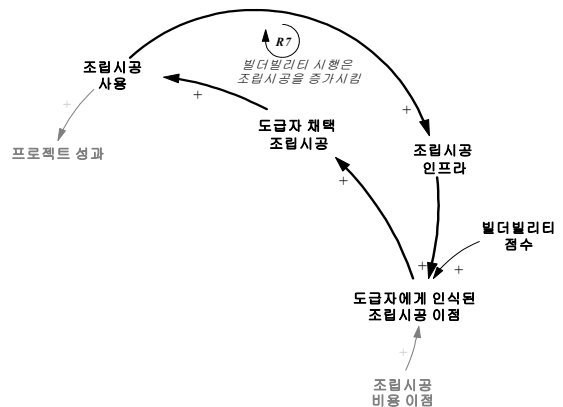 R7
빌더빌리티 시행은
조립시공을 증가시킴
조립시공
사용
+
+
+
도급자 채택
조립시공
프로젝트 성과
조립시공
인프라
+
빌더빌리티
점수
+
+
도급자에게 인식된
조립시공 이점
+
조립시공
비용 이점